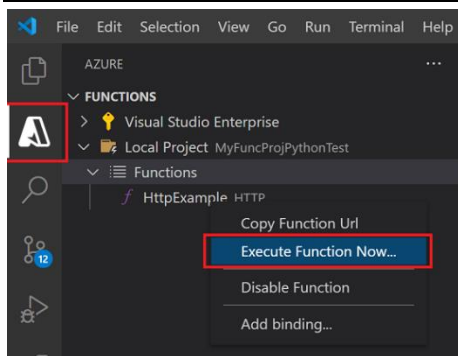 File Edit Selection View Go Run Terminal Help
AZURE
FUNCTIONS
Visual Studio Enterprise
Local Project MyFuncProjPythonTest
Functions
HttpExample HTTP
Copy Function Url
Execute Function Now...
12
Disable Function
Add binding...